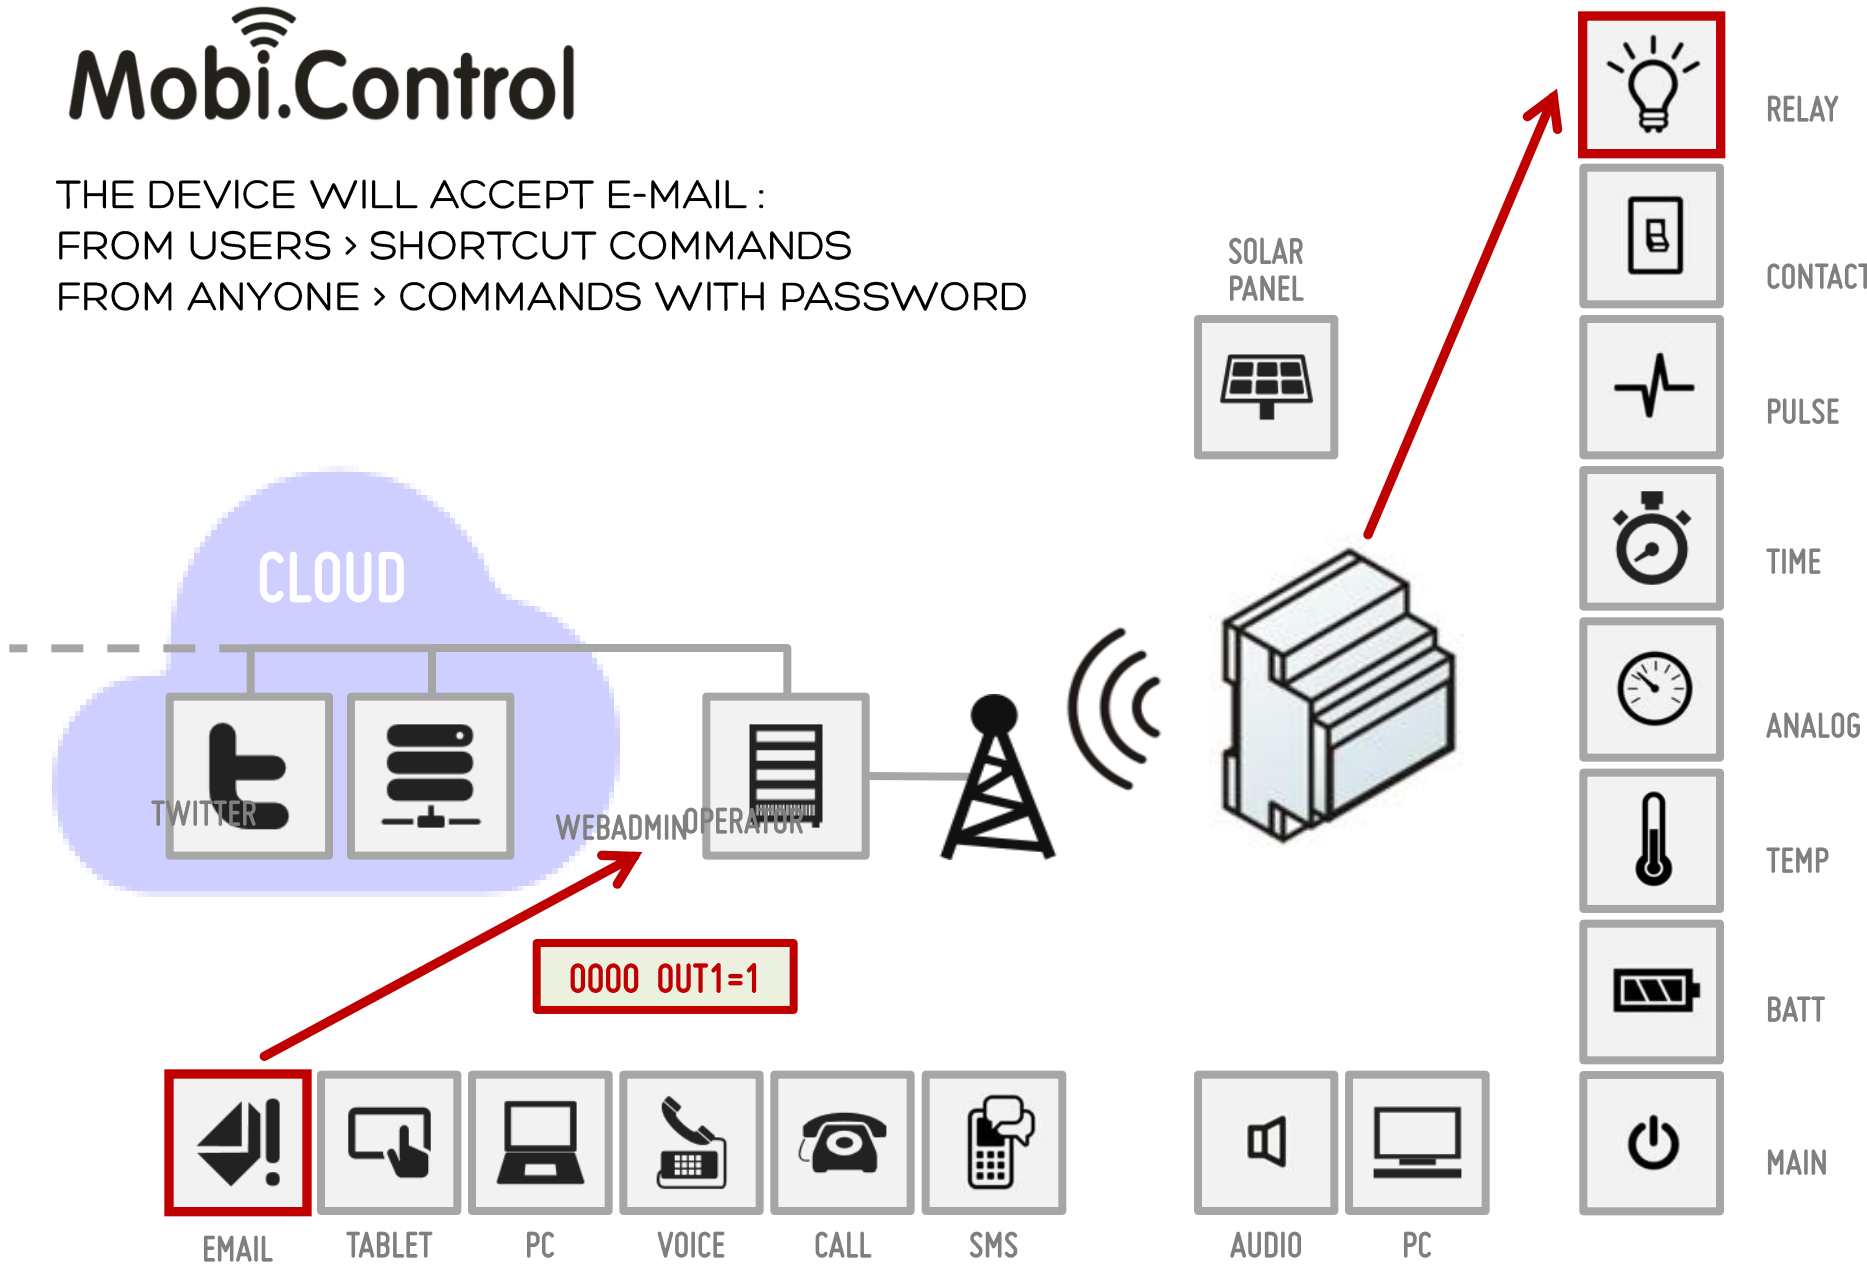 Mobi.Control
THE DEVICE WILL ACCEPT E-MAIL :
FROM USERS > SHORTCUT COMMANDS
FROM ANYONE > COMMANDS WITH PASSWORD
RELAY
CONTACT
SOLAR
PANEL
PULSE
TIME
CLOUD
ANALOG
TWITTER
WEBADMIN
OPERATOR
TEMP
0000 OUT1=1
BATT
MAIN
EMAIL
TABLET
PC
VOICE
CALL
SMS
AUDIO
PC